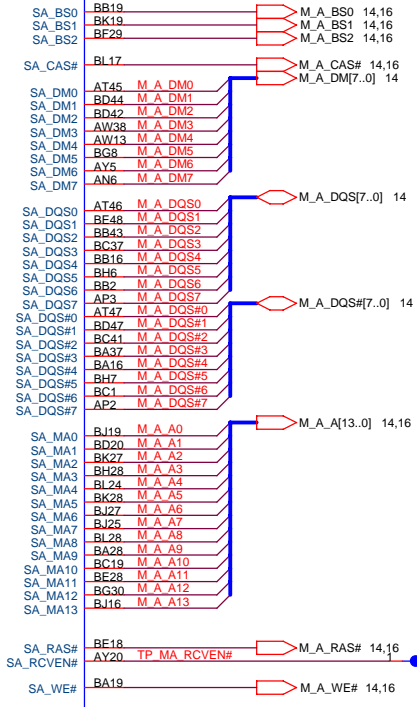 SA_BS0 BB19 M_A_BS0 14,16
SA_BS1 BK19 M_A_BS1 14,16
SA_BS2 BF29 M_A_BS2 14,16
SA_CAS# BL17 M_A_CAS# 14,16
M_A_DM[7..0] 14
SA_DM0 AT45 M_A_DM0
SA_DM1 BD44 M_A_DM1
SA_DM2 BD42 M_A_DM2
SA_DM3 AW38 M_A_DM3
SA_DM4 AW13 M_A_DM4
SA_DM5 BG8 M_A_DM5
SA_DM6 AY5 M_A_DM6
SA_DM7 AN6 M_A_DM7
M_A_DQS[7..0] 14
SA_DQS0 AT46 M_A_DQS0
SA_DQS1 BE48 M_A_DQS1
SA_DQS2 BB43 M_A_DQS2
SA_DQS3 BC37 M_A_DQS3
SA_DQS4 BB16 M_A_DQS4
SA_DQS5 BH6 M_A_DQS5
SA_DQS6 BB2 M_A_DQS6
SA_DQS7 AP3 M_A_DQS7
M_A_DQS#[7..0] 14
SA_DQS#0 AT47 M_A_DQS#0
SA_DQS#1 BD47 M_A_DQS#1
SA_DQS#2 BC41 M_A_DQS#2
SA_DQS#3 BA37 M_A_DQS#3
SA_DQS#4 BA16 M_A_DQS#4
SA_DQS#5 BH7 M_A_DQS#5
SA_DQS#6 BC1 M_A_DQS#6
SA_DQS#7 AP2 M_A_DQS#7
M_A_A[13..0] 14,16
SA_MA0 BJ19 M_A_A0
SA_MA1 BD20 M_A_A1
SA_MA2 BK27 M_A_A2
SA_MA3 BH28 M_A_A3
SA_MA4 BL24 M_A_A4
SA_MA5 BK28 M_A_A5
SA_MA6 BJ27 M_A_A6
SA_MA7 BJ25 M_A_A7
SA_MA8 BL28 M_A_A8
SA_MA9 BA28 M_A_A9
SA_MA10 BC19 M_A_A10
SA_MA11 BE28 M_A_A11
SA_MA12 BG30 M_A_A12
SA_MA13 BJ16 M_A_A13
SA_RAS# BE18 M_A_RAS# 14,16
SA_RCVEN# AY20 TP_MA_RCVEN# 1
SA_WE# BA19 M_A_WE# 14,16